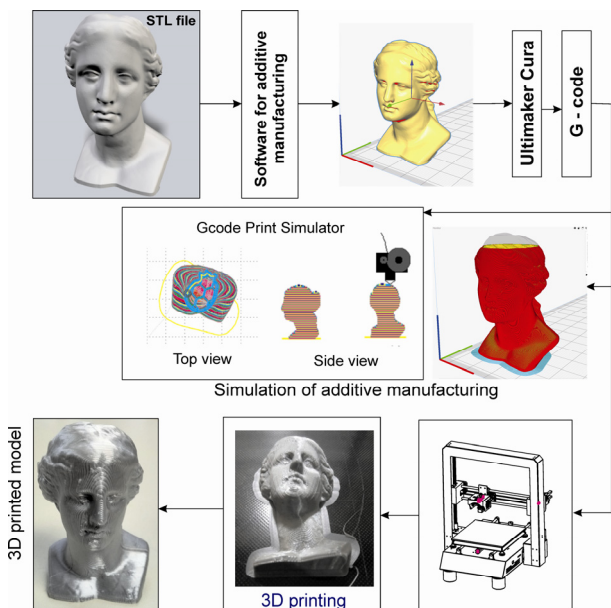 STL file
Software for additive
manufacturing
Ultimaker Cura
G - code
Gcode Print Simulator
Top view
Side view
Simulation of additive manufacturing
3D printed model
3D printing